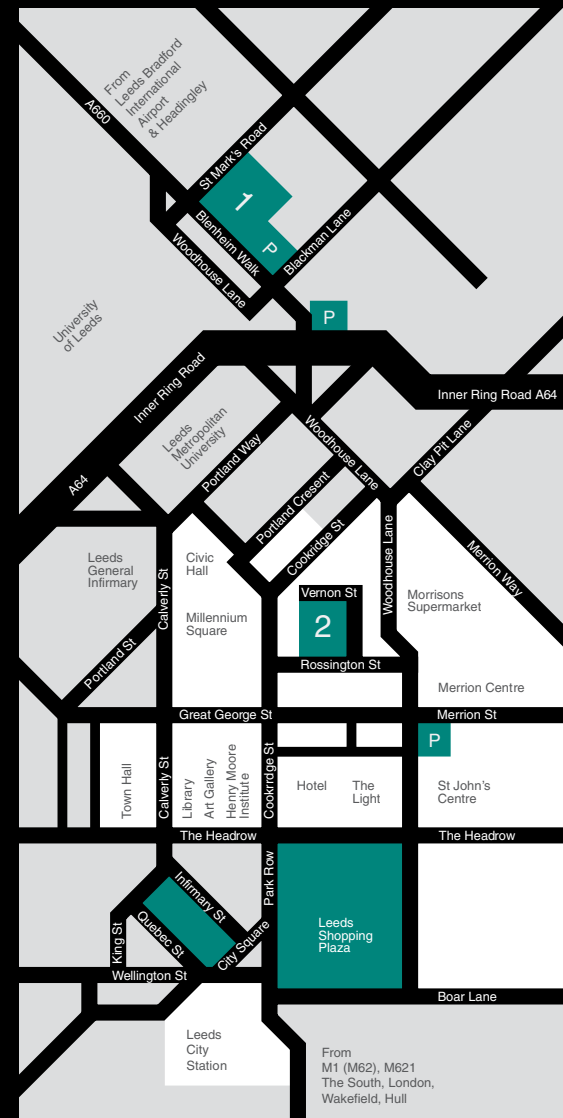 From
Leeds Bradford
International
Airport
& Headingley
A660
St Mark's Road
1
P
Blenheim Walk
Blackman Lane
Woodhouse Lane
P
University
of Leeds
Inner Ring Road
Inner Ring Road A64
A64
Leeds
Metropolitan
University
Portland Way
Woodhouse Lane
Clay Pit Lane
Portland Cresent
Cookridge St
Woodhouse Lane
Merrion Way
Leeds
General
Infirmary
Calverly St
Civic
Hall
Millennium
Square
Vernon St
2
Morrisons
Supermarket
Rossington St
Portland St
Merrion Centre
Great George St
Merrion St
P
Town Hall
Calverly St
Library
Art Gallery
Henry Moore
Institute
Cookrrdge St
Hotel
The
Light
St John's
Centre
The Headrow
The Headrow
Park Row
Infirmary St
Quebec St
King St
City Square
Leeds
Shopping
Plaza
Wellington St
Boar Lane
Leeds
City
Station
From
M1 (M62), M621
The South, London,
Wakefield, Hull